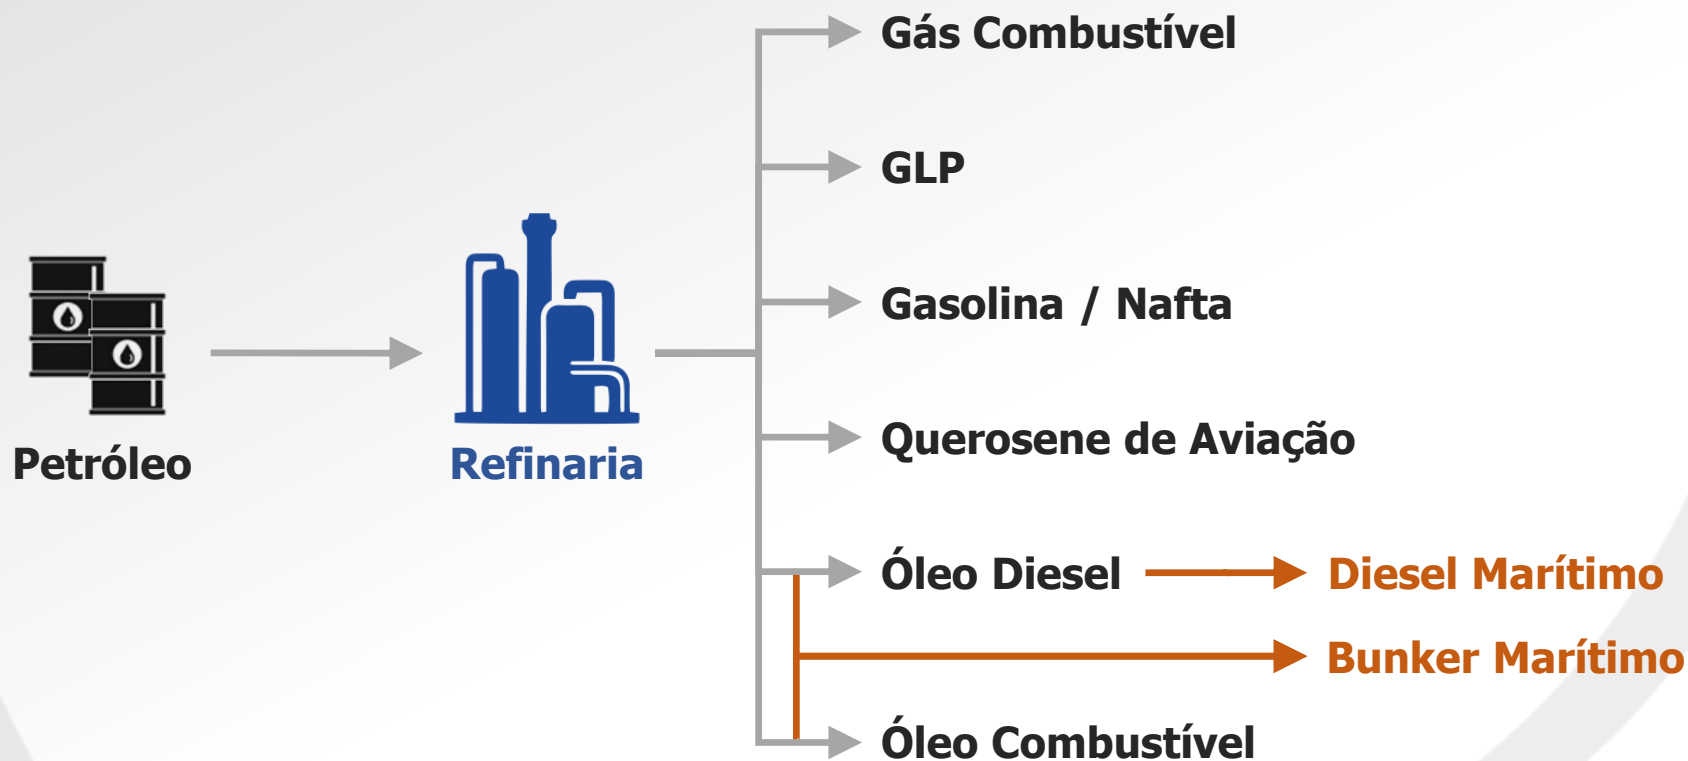 Gás Combustível
GLP
Gasolina / Nafta
Querosene de Aviação
Petróleo
Refinaria
Óleo Diesel
Diesel Marítimo
Bunker Marítimo
Óleo Combustível